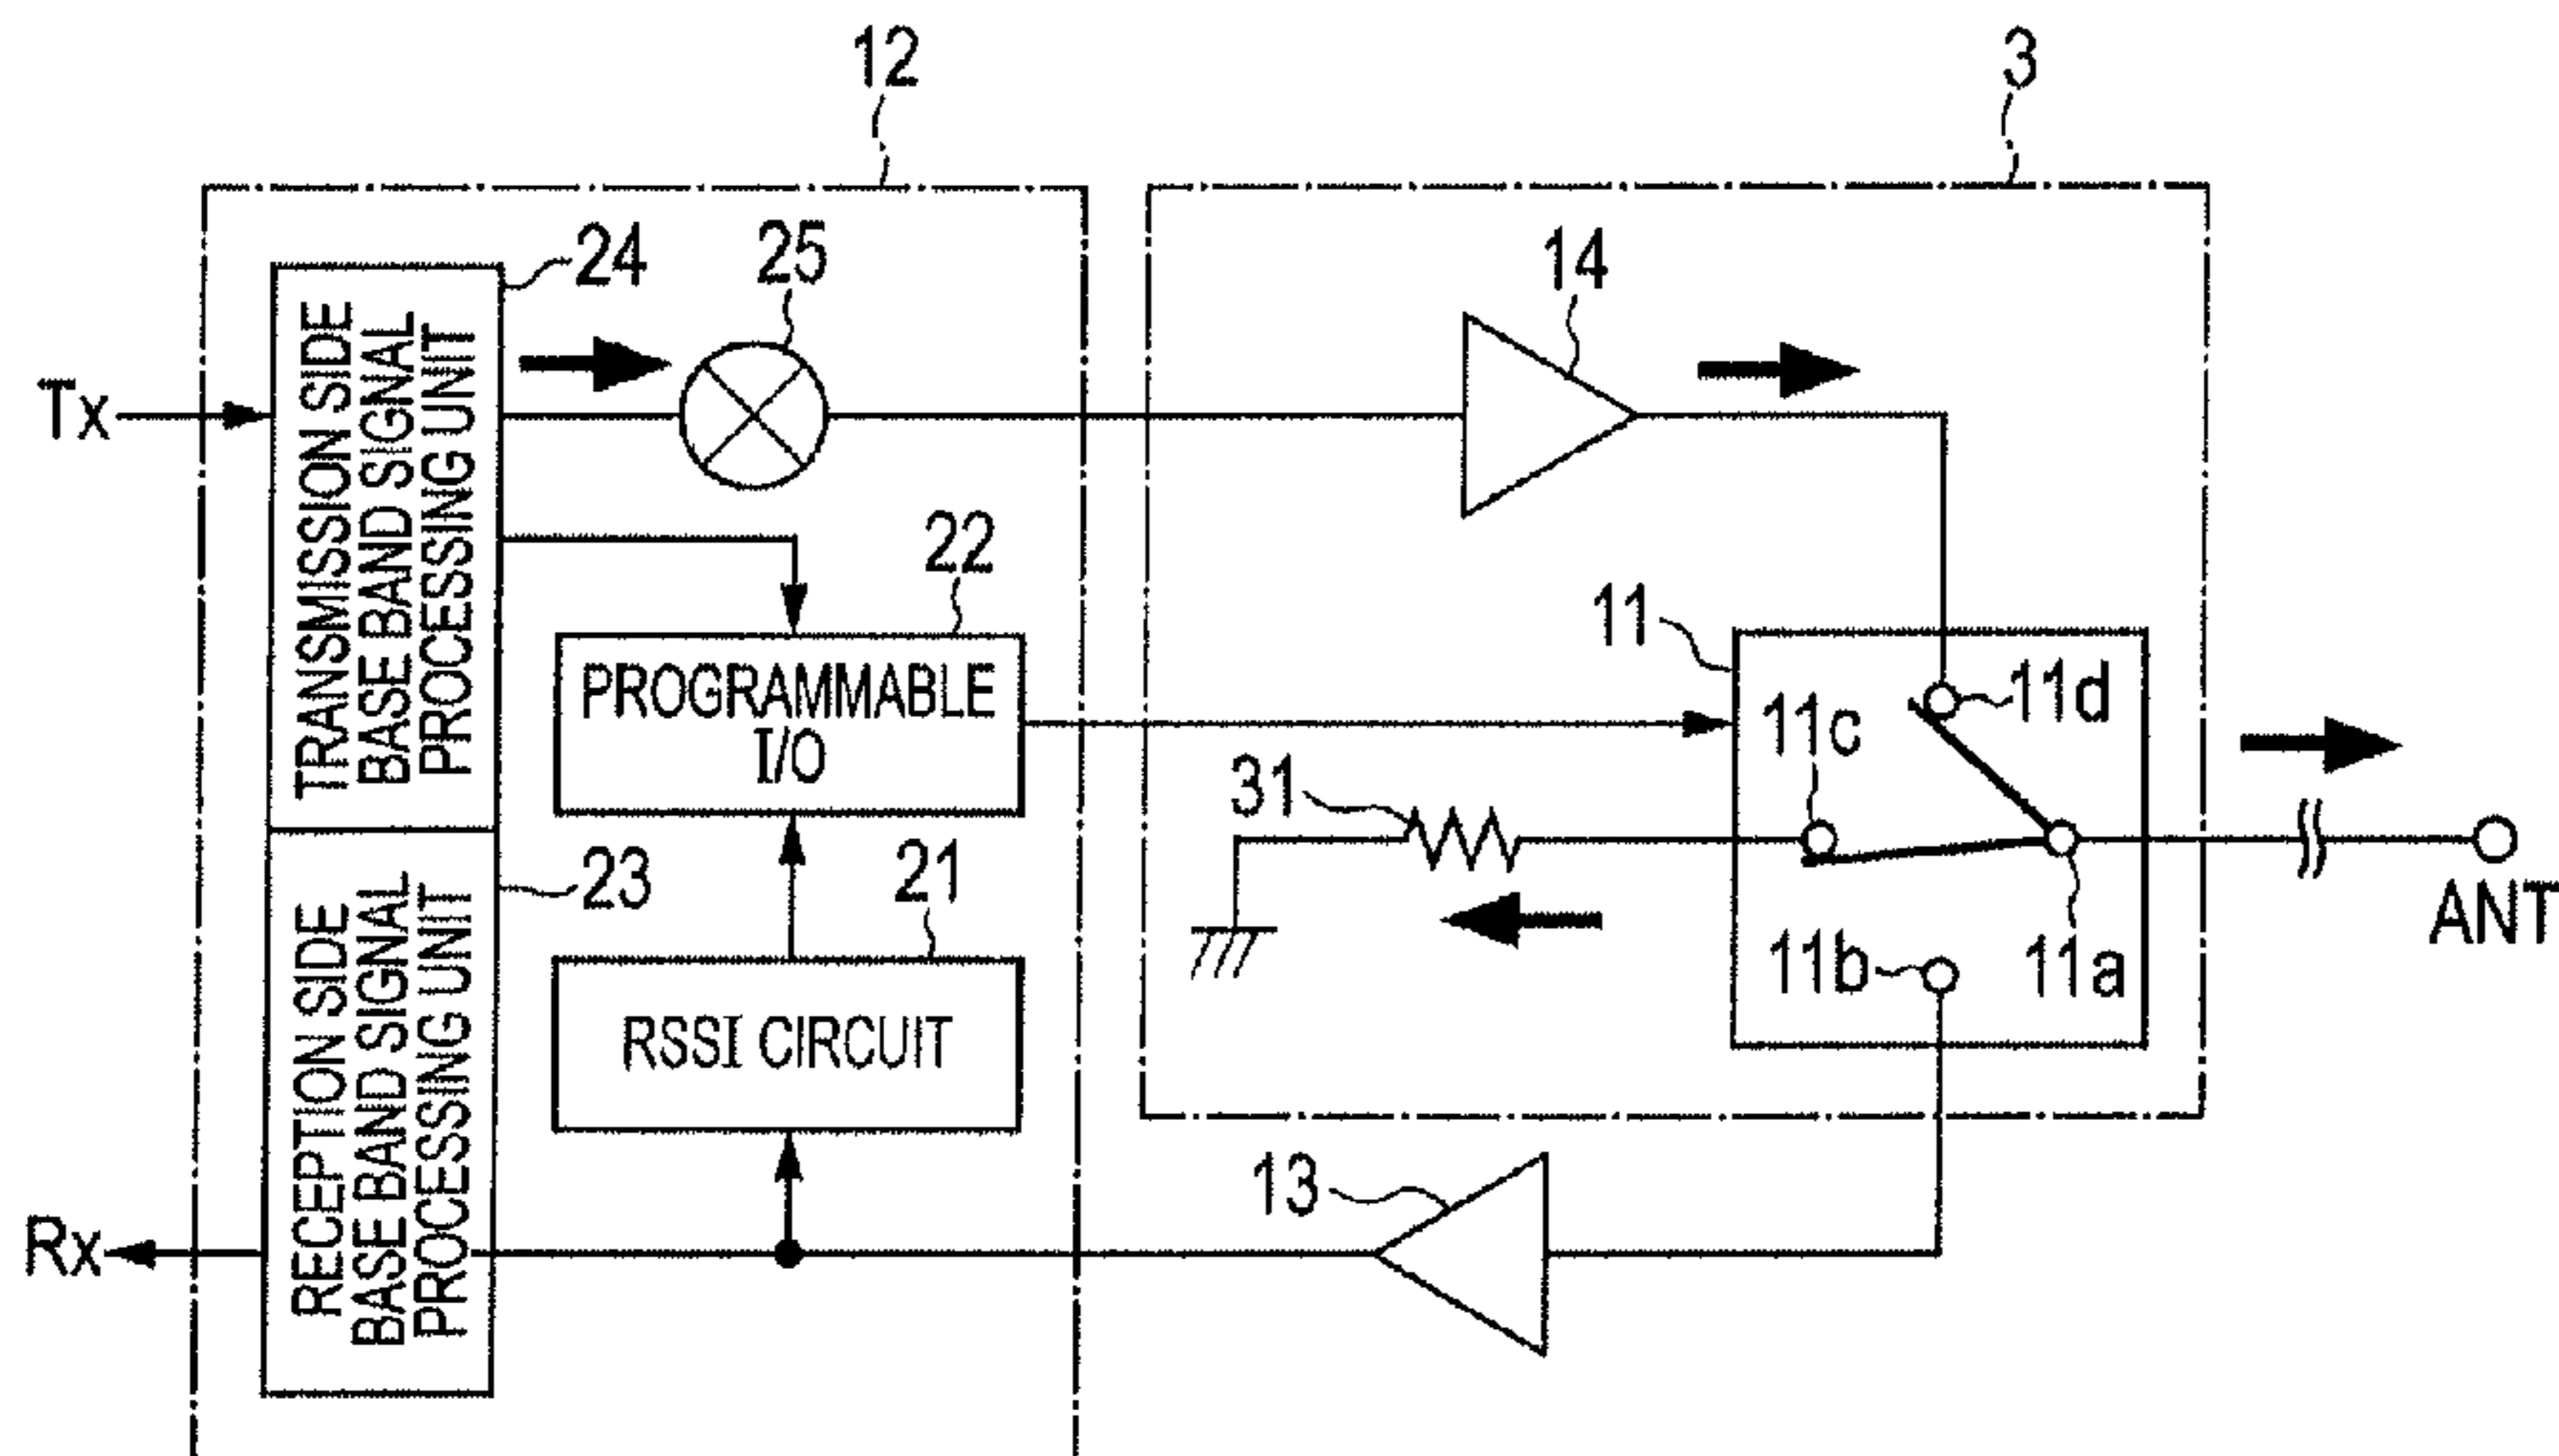 12
3
24
25
14
TRANSMISSION SIDE
BASE BAND SIGNAL
PROCESSING UNIT
Tx
22
PROGRAMMABLE
I/O
11
11d
11c
31
23
21
11b
11a
ANT
RECEPTION SIDE
BASE BAND SIGNAL
PROCESSING UNIT
RSSI CIRCUIT
13
Rx